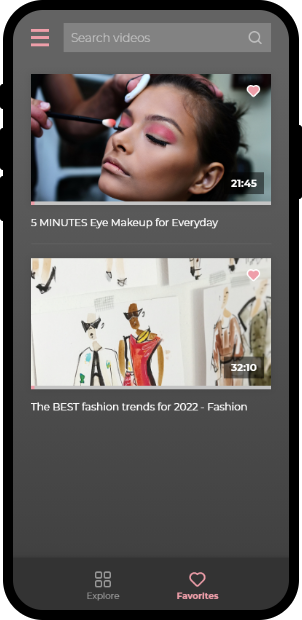 Search videos
21:45
5 MINUTES Eye Makeup for Everyday
32:10
The BEST fashion trends for 2022 - Fashion
Explore
Favorites